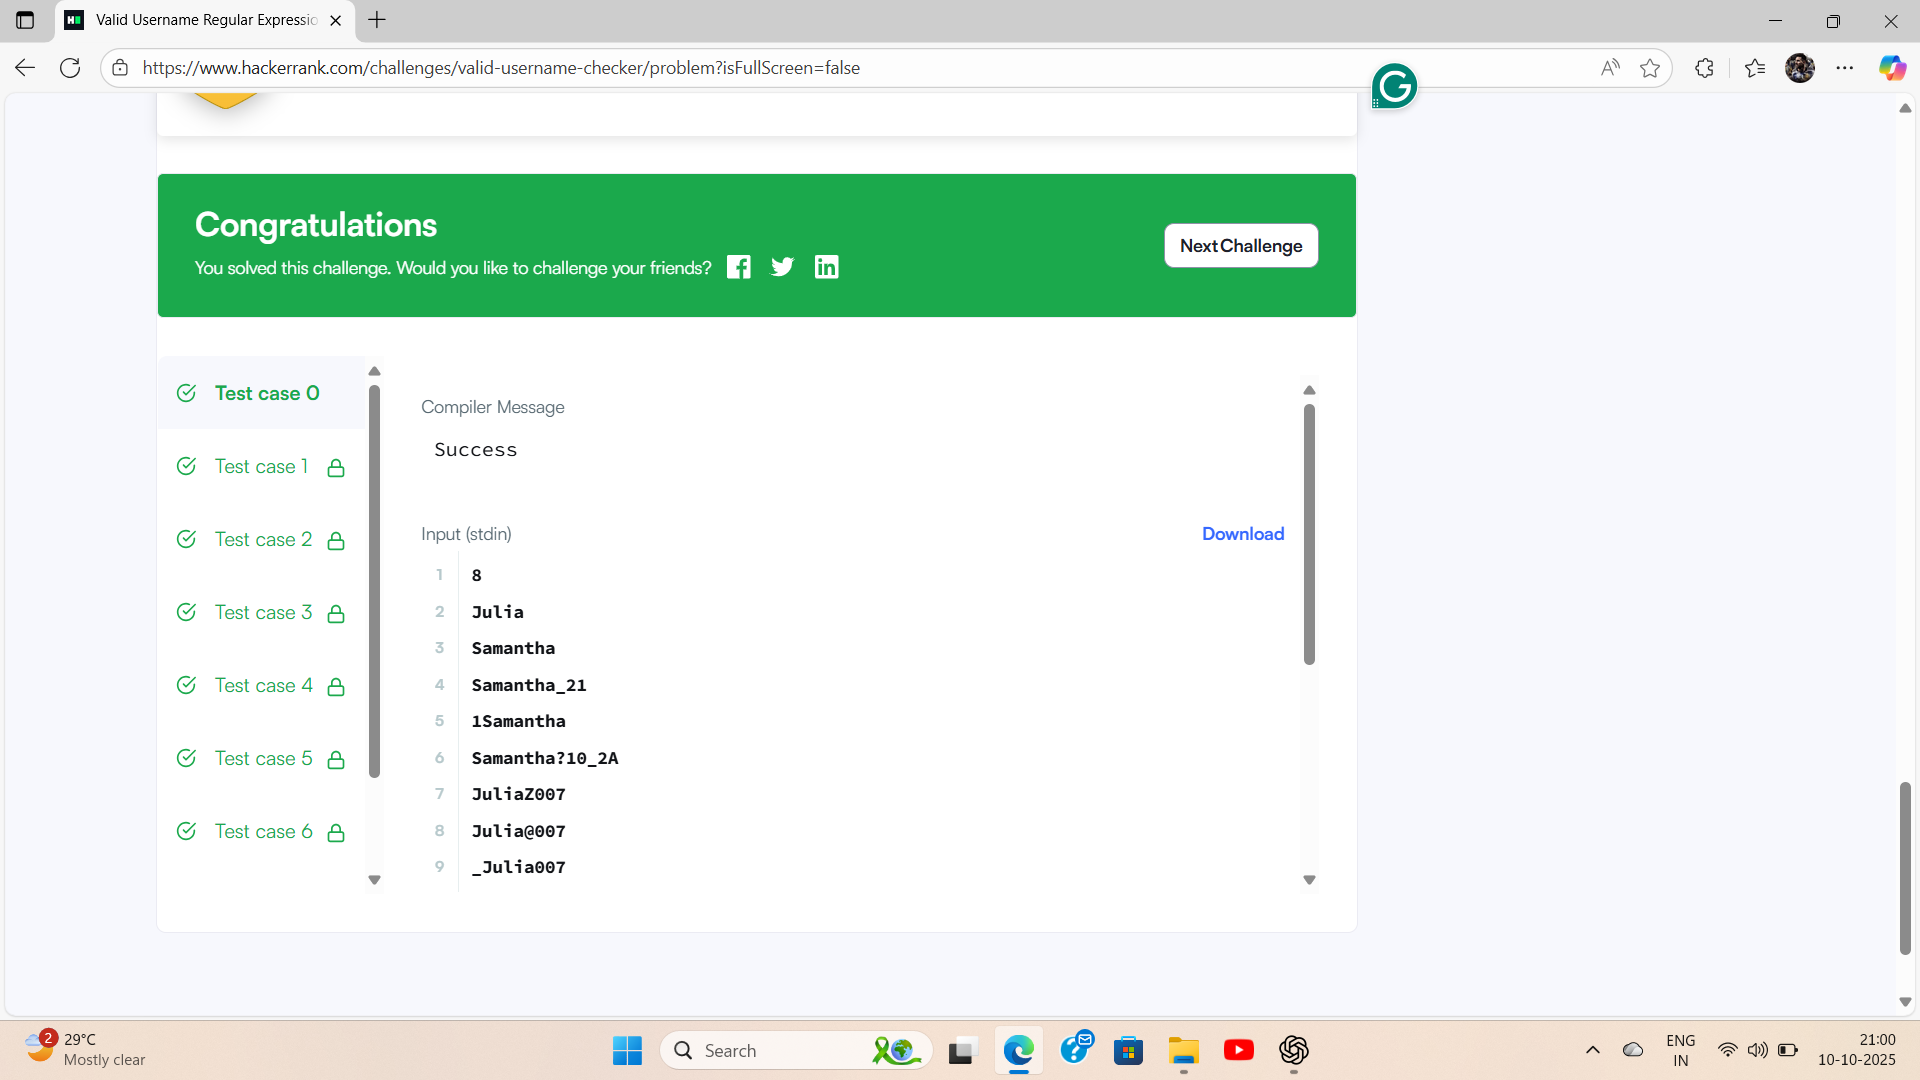 Valid Username Regular Expressio
https://www.hackerrank.com/challenges/valid-username-checker/problem?isFullScreen=false
Congratulations
You solved this challenge. Would you like to challenge your friends?
Next Challenge
Test case 0
Test case 1
Test case 2
Test case 3
Test case 4
Test case 5
Test case 6
Compiler Message
Success
Input (stdin)
Download
1 8
2 Julia
3 Samantha
4 Samantha_21
5 1Samantha
6 Samantha?10_2A
7 JuliaZ007
8 Julia@007
9 _Julia007
2
29°C
Mostly clear
Search
ENG
IN
21:00
10-10-2025